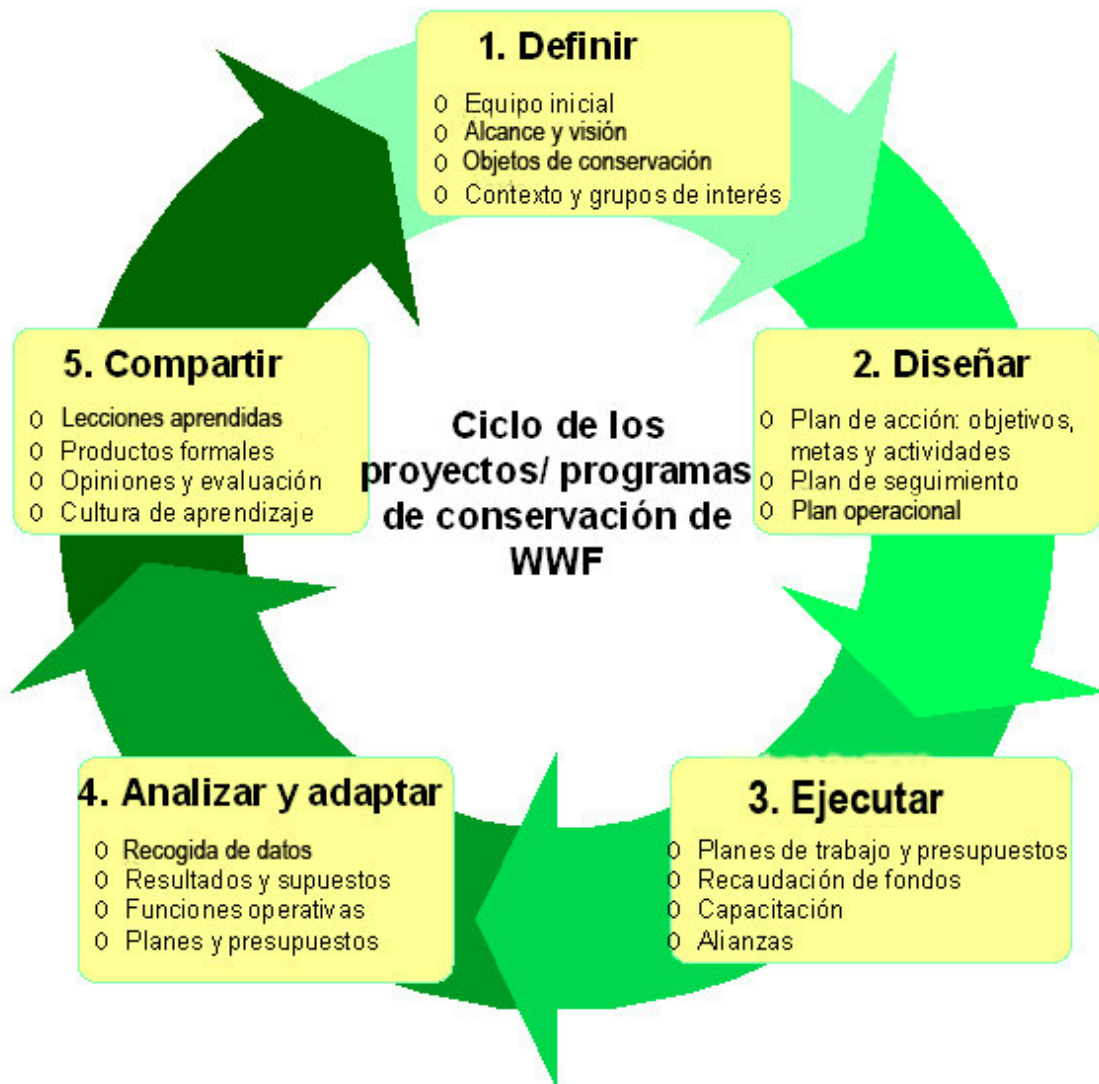 1. Definir
o Equipo inicial
o Alcance y visión
o Objetos de conservación
o Contexto y grupos de interés
2. Diseñar
o Plan de acción: objetivos,
metas y actividades
o Plan de seguimiento
o Plan operacional
3. Ejecutar
o Planes de trabajo y presupuestos
o Recaudación de fondos
o Capacitación
o Alianzas
4. Analizar y adaptar
o Recogida de datos
o Resultados y supuestos
o Funciones operativas
o Planes y presupuestos
5. Compartir
o Lecciones aprendidas
o Productos formales
o Opiniones y evaluación
o Cultura de aprendizaje
Ciclo de los
proyectos/ programas
de conservación de
WWF